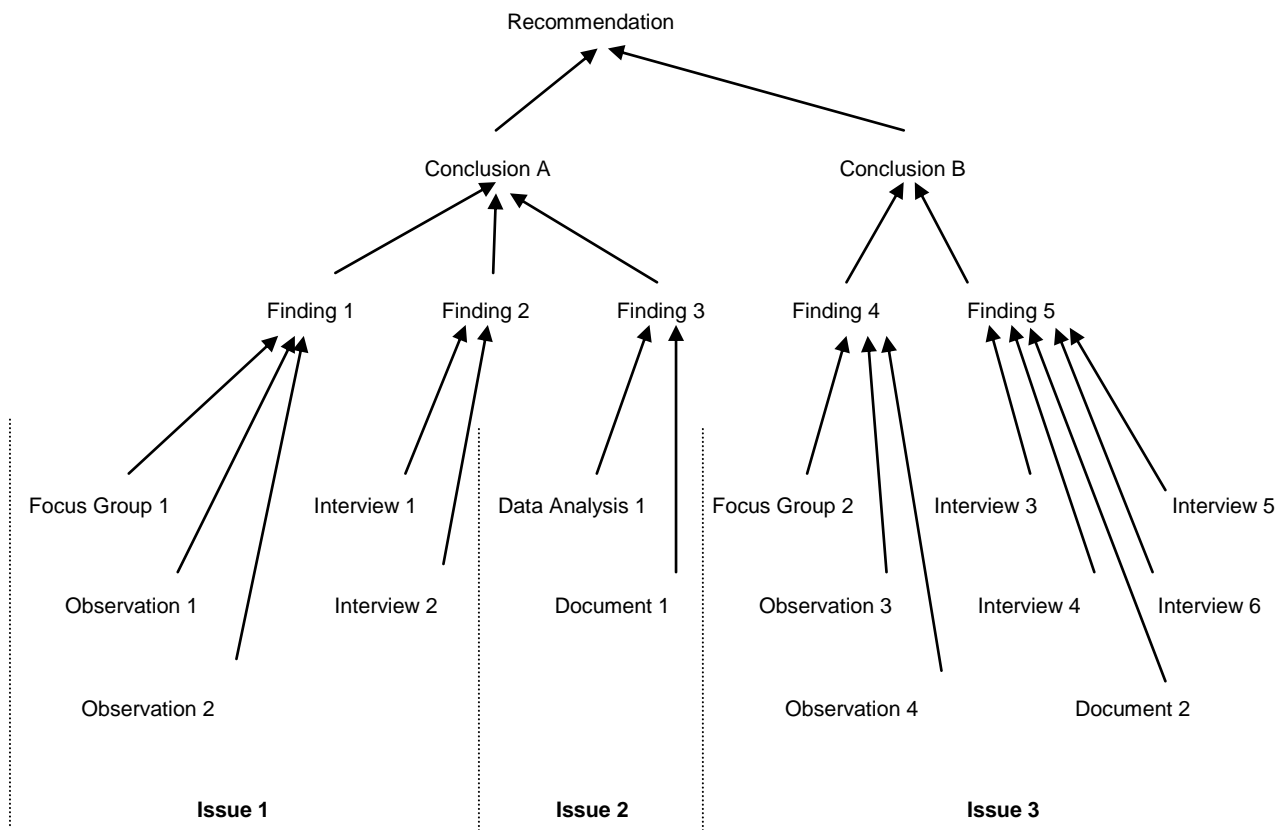 Recommendation
Conclusion A
Conclusion B
Finding 1
Finding 2
Finding 3
Finding 4
Finding 5
Focus Group 1
Interview 1
Data Analysis 1
Focus Group 2
Interview 3
Interview 5
Observation 1
Interview 2
Document 1
Observation 3
Interview 4
Interview 6
Observation 2
Observation 4
Document 2
Issue 1
Issue 2
Issue 3